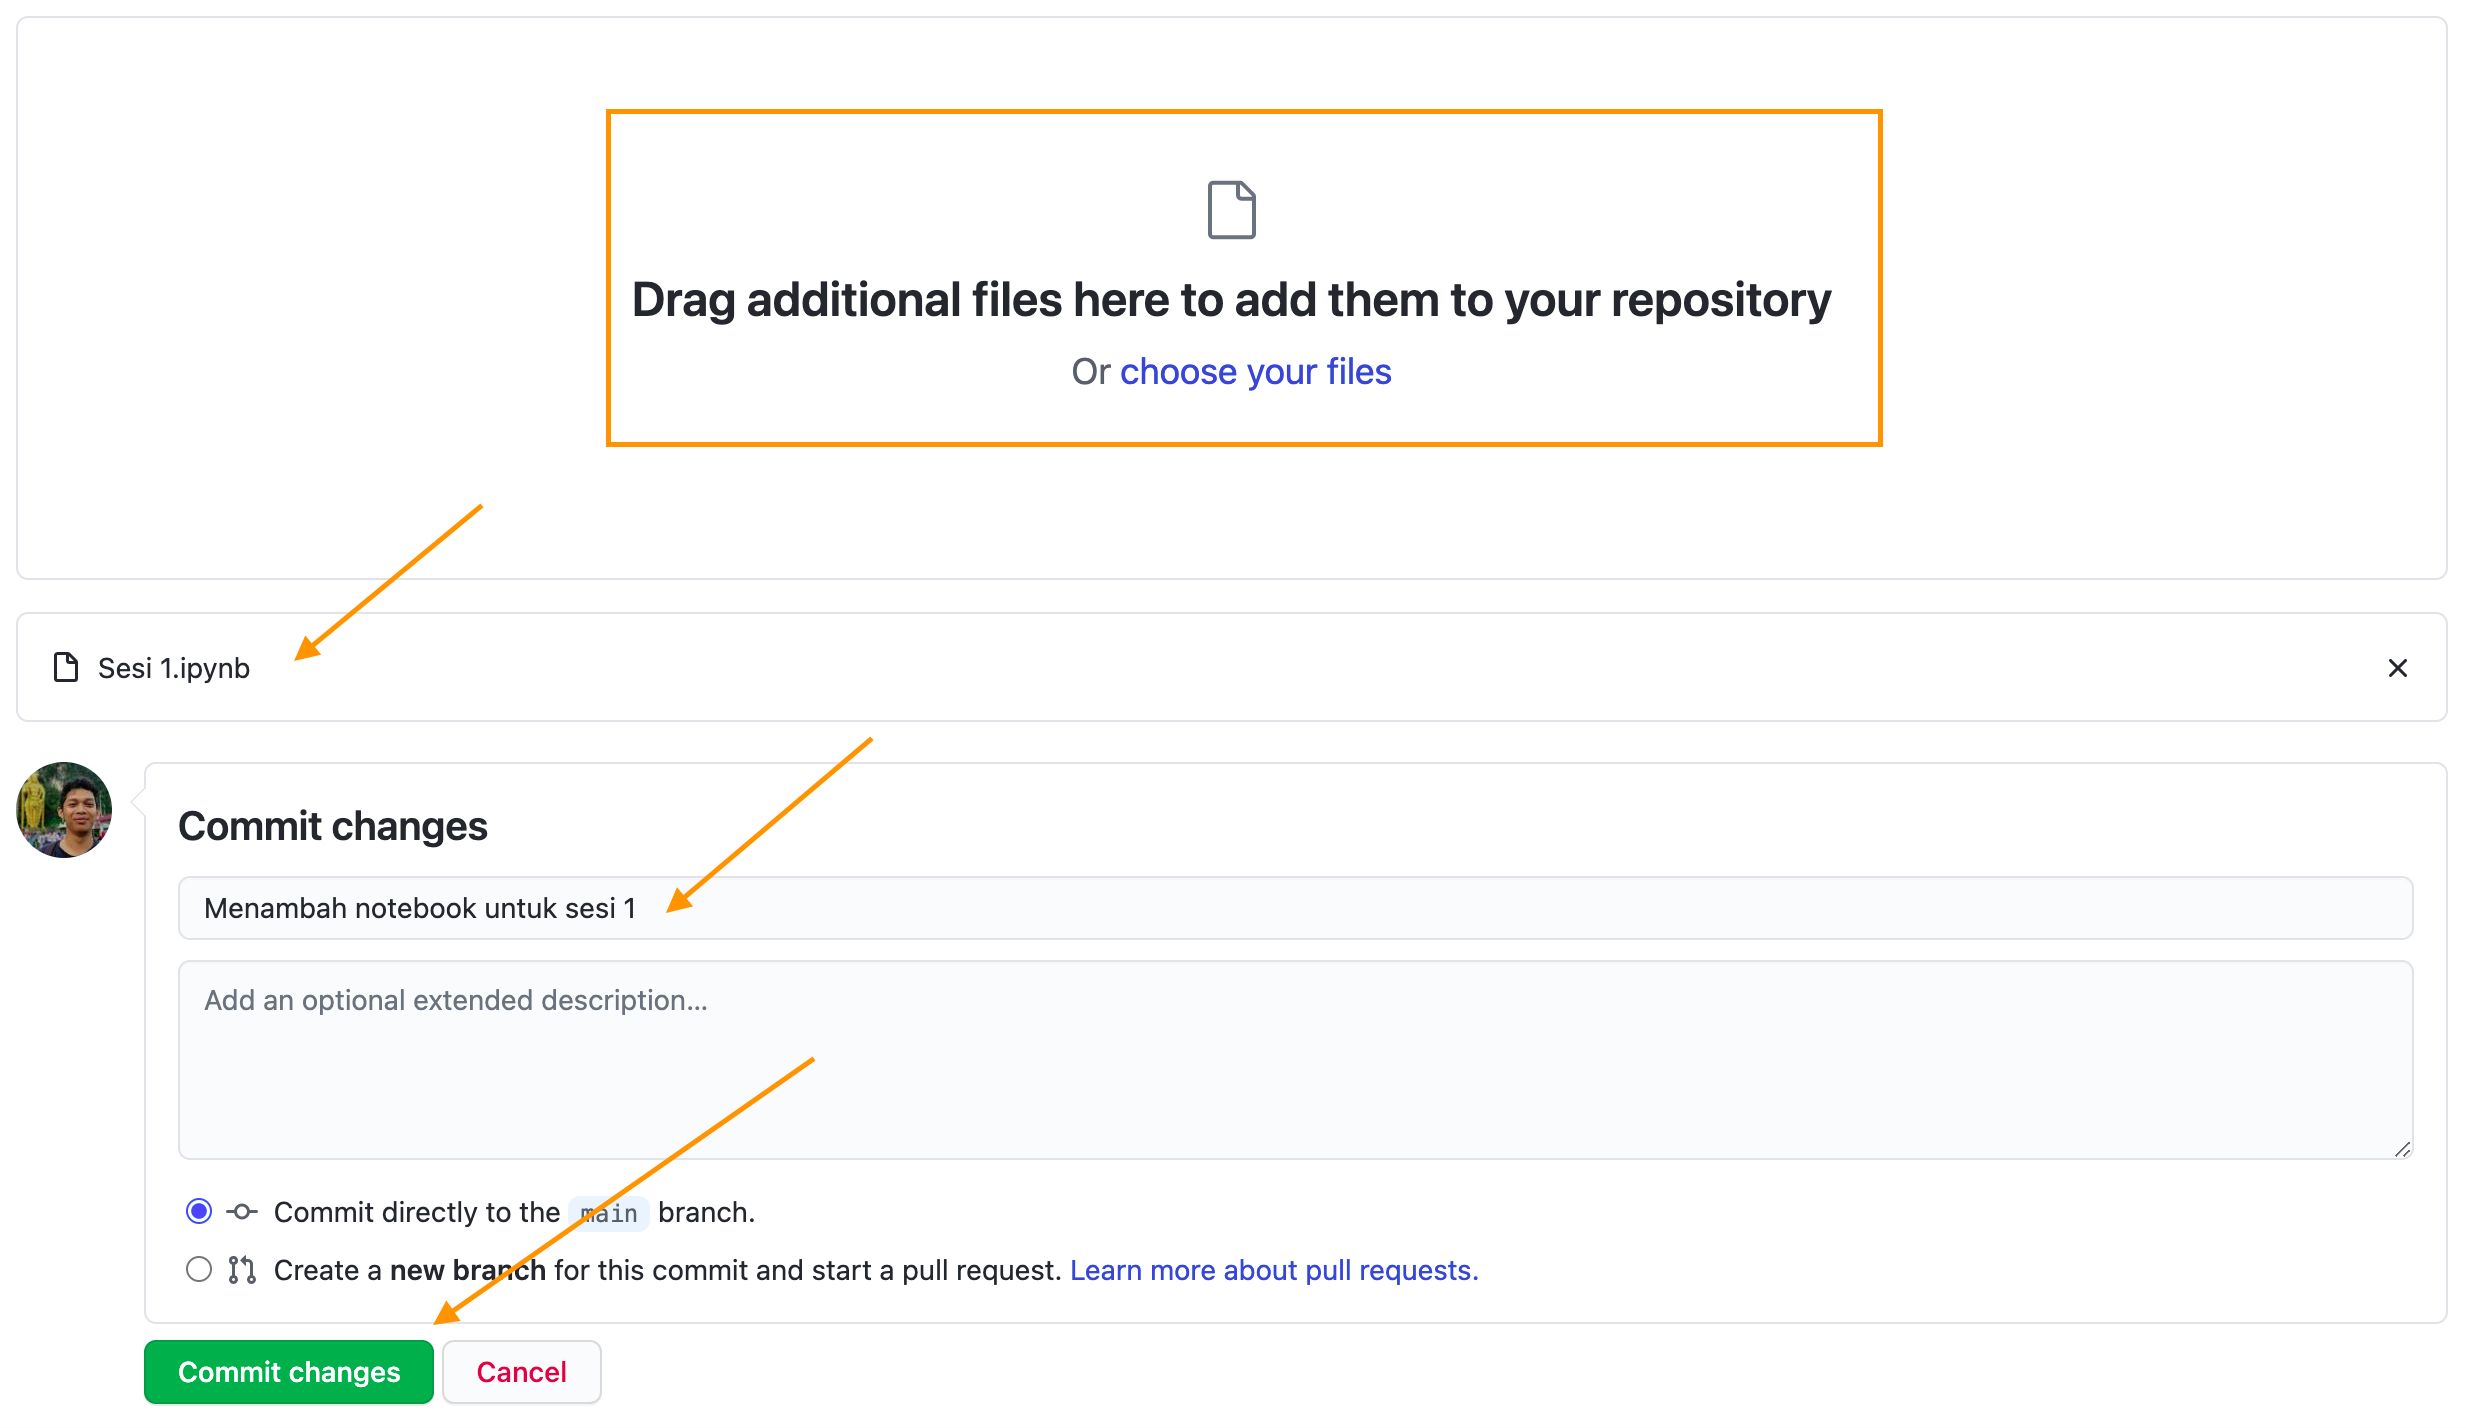 Drag additional files here to add them to your repository
Or choose your files
Sesi 1.ipynb
Commit changes
Menambah notebook untuk sesi 1
Add an optional extended description...
Commit directly to the main branch.
Create a new branch for this commit and start a pull request. Learn more about pull requests.
Commit changes
Cancel